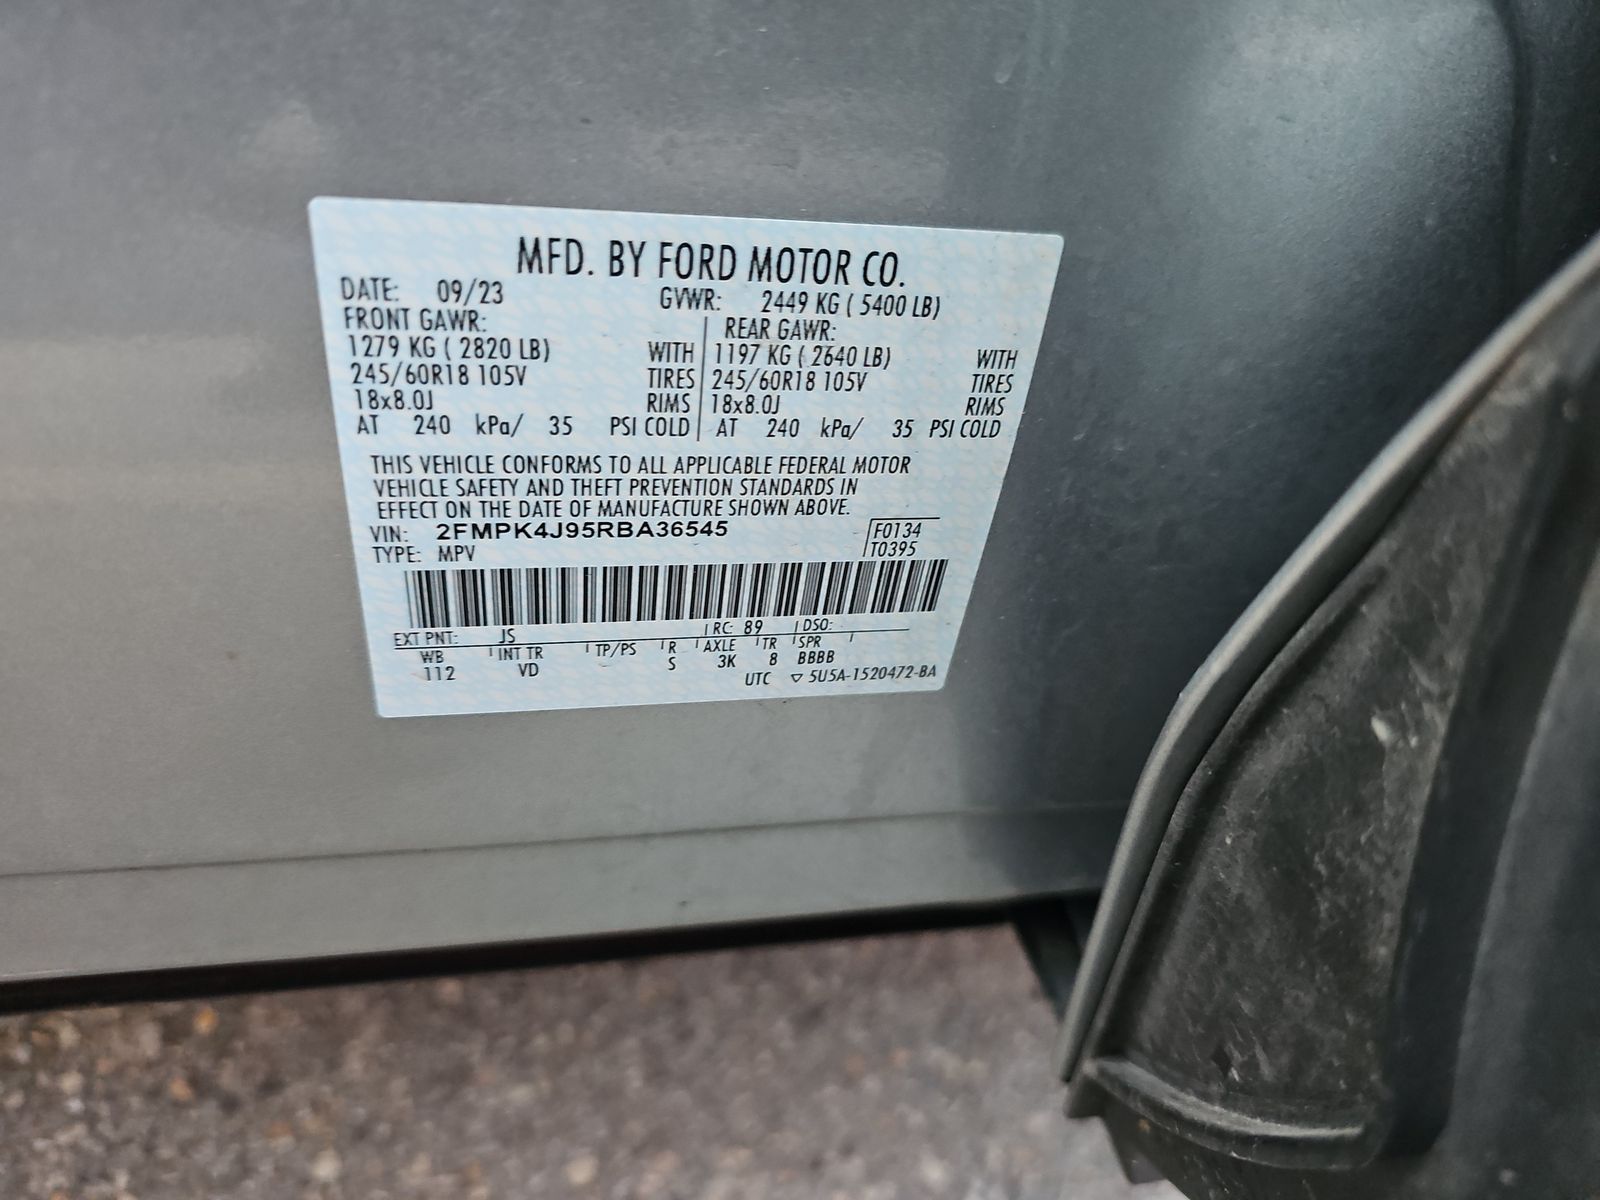 MFD. BY FORD MOTOR CO.
DATE: 09/23 GVWR: 2449 KG ( 5400 LB)
FRONT GAWR: REAR GAWR:
1279 KG ( 2820 LB) WITH 1197 KG ( 2640 LB) WITH
245/60R18 105V TIRES 245/60R18 105V TIRES
18x8.0J RIMS 18x8.0J RIMS
AT 240 kPa/ 35 PSI COLD AT 240 kPa/ 35 PSI COLD
THIS VEHICLE CONFORMS TO ALL APPLICABLE FEDERAL MOTOR
VEHICLE SAFETY AND THEFT PREVENTION STANDARDS IN
EFFECT ON THE DATE OF MANUFACTURE SHOWN ABOVE.
VIN: 2FMPK4J95RBA36545 F0134
TYPE: MPV T0395
EXT PNT: JS RC: 89 DSO:
WB INT TR TP/PS R AXLE TR SPR
112 VD S 3K 8 BBBB
UTC ▽ 5U5A-1520472-BA